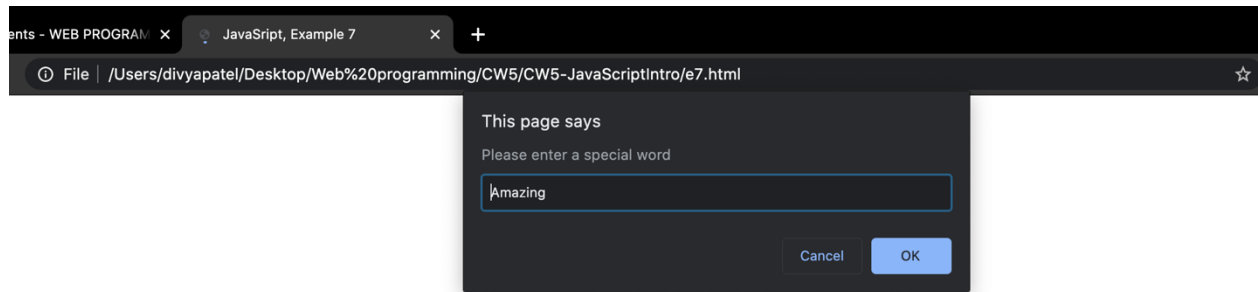 ents - WEB PROGRAM
JavaSript, Example 7
File
/Users/divyapatel/Desktop/Web%20programming/CW5/CW5-JavaScriptIntro/e7.html
This page says
Please enter a special word
Amazing
Cancel
OK